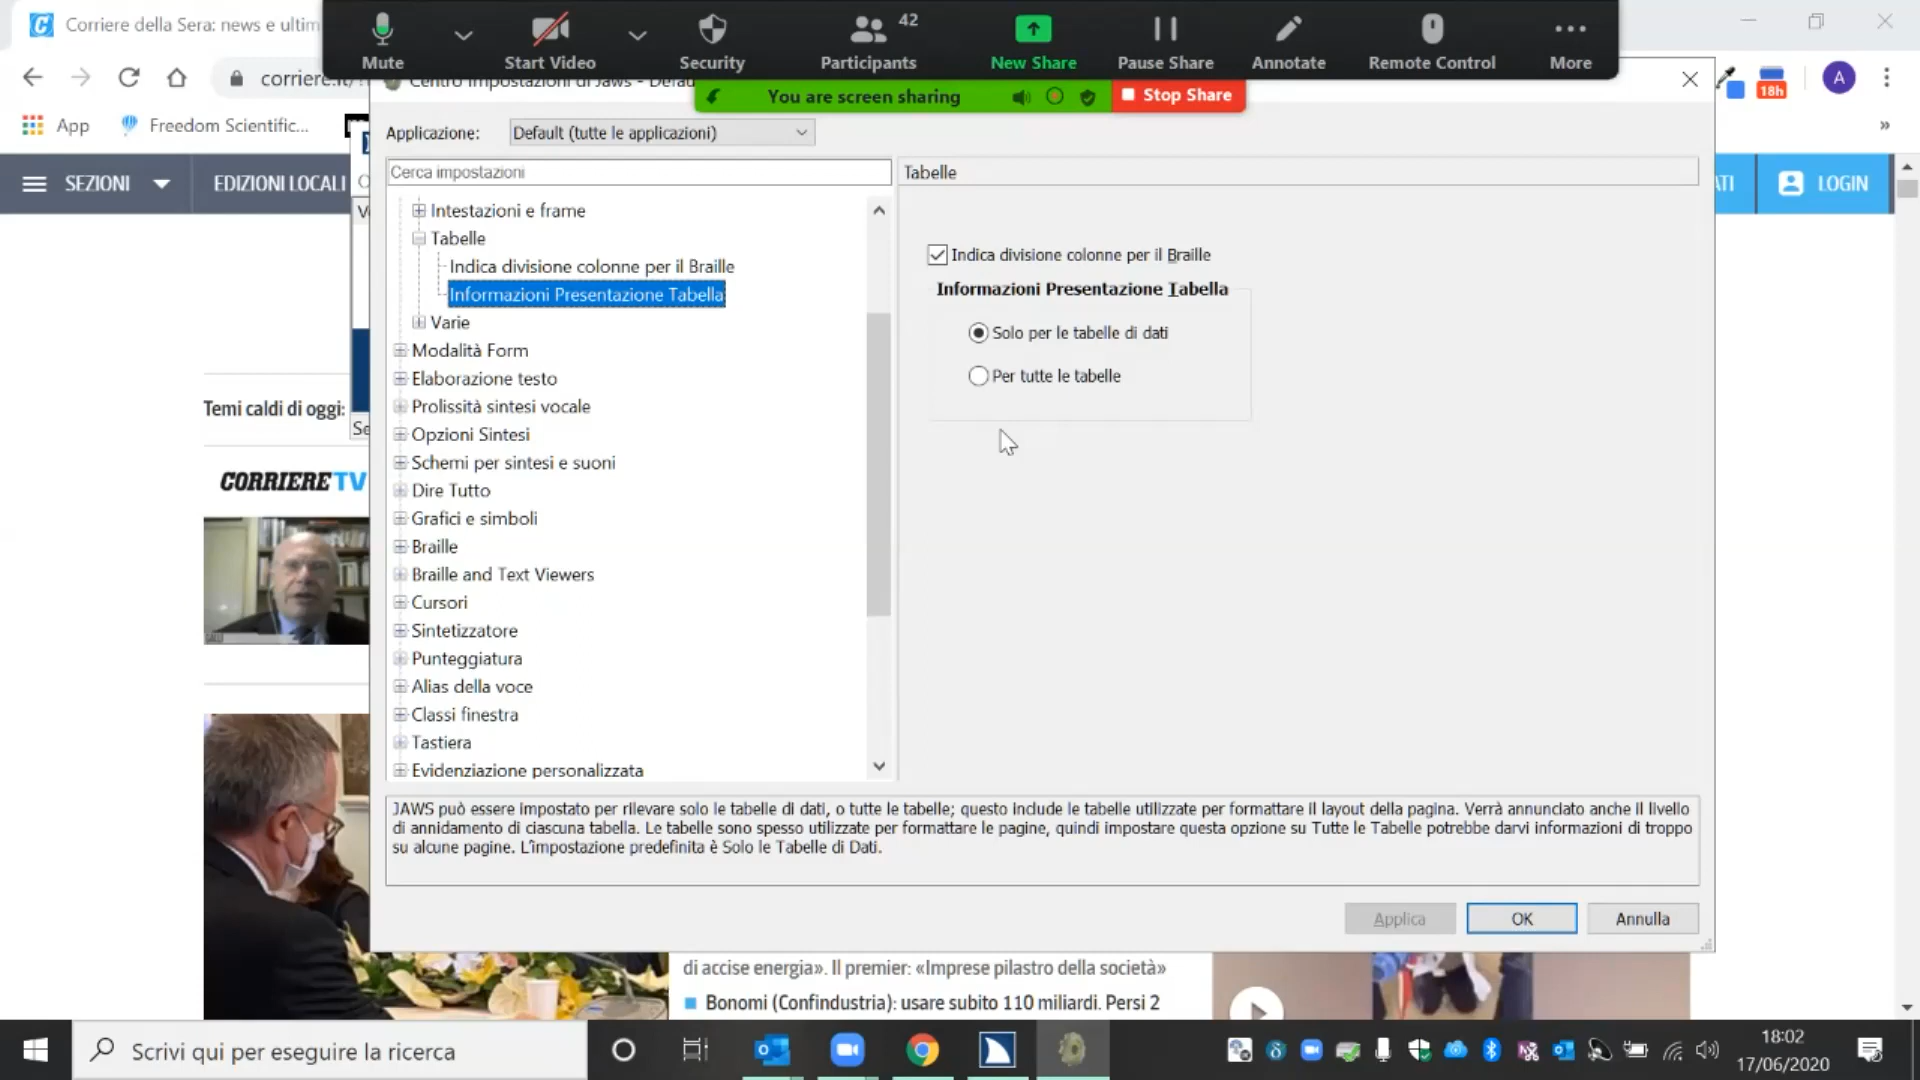 Corriere della Sera: news e ultim
Mute
Start Video
Security
Participants
42
New Share
Pause Share
Annotate
Remote Control
More
You are screen sharing
Stop Share
corriere.it/
18h
A
App
Freedom Scientific...
»
SEZIONI
EDIZIONI LOCALI
LOGIN
Centro Impostazioni di Jaws - Defau
Applicazione:
Default (tutte le applicazioni)
Cerca impostazioni
Intestazioni e frame
Tabelle
Indica divisione colonne per il Braille
Informazioni Presentazione Tabella
Varie
Modalità Form
Elaborazione testo
Prolissità sintesi vocale
Opzioni Sintesi
Schemi per sintesi e suoni
Dire Tutto
Grafici e simboli
Braille
Braille and Text Viewers
Cursori
Sintetizzatore
Punteggiatura
Alias della voce
Classi finestra
Tastiera
Evidenziazione personalizzata
Tabelle
Indica divisione colonne per il Braille
Informazioni Presentazione Tabella
Solo per le tabelle di dati
Per tutte le tabelle
JAWS può essere impostato per rilevare solo le tabelle di dati, o tutte le tabelle; questo include le tabelle utilizzate per formattare il layout della pagina. Verrà annunciato anche il livello
di annidamento di ciascuna tabella. Le tabelle sono spesso utilizzate per formattare le pagine, quindi impostare questa opzione su Tutte le Tabelle potrebbe darvi informazioni di troppo
su alcune pagine. L'impostazione predefinita è Solo le Tabelle di Dati.
Applica
OK
Annulla
Temi caldi di oggi:
CORRIERE TV
di accise energia». Il premier: «Imprese pilastro della società»
Bonomi (Confindustria): usare subito 110 miliardi. Persi 2
Scrivi qui per eseguire la ricerca
18:02
17/06/2020